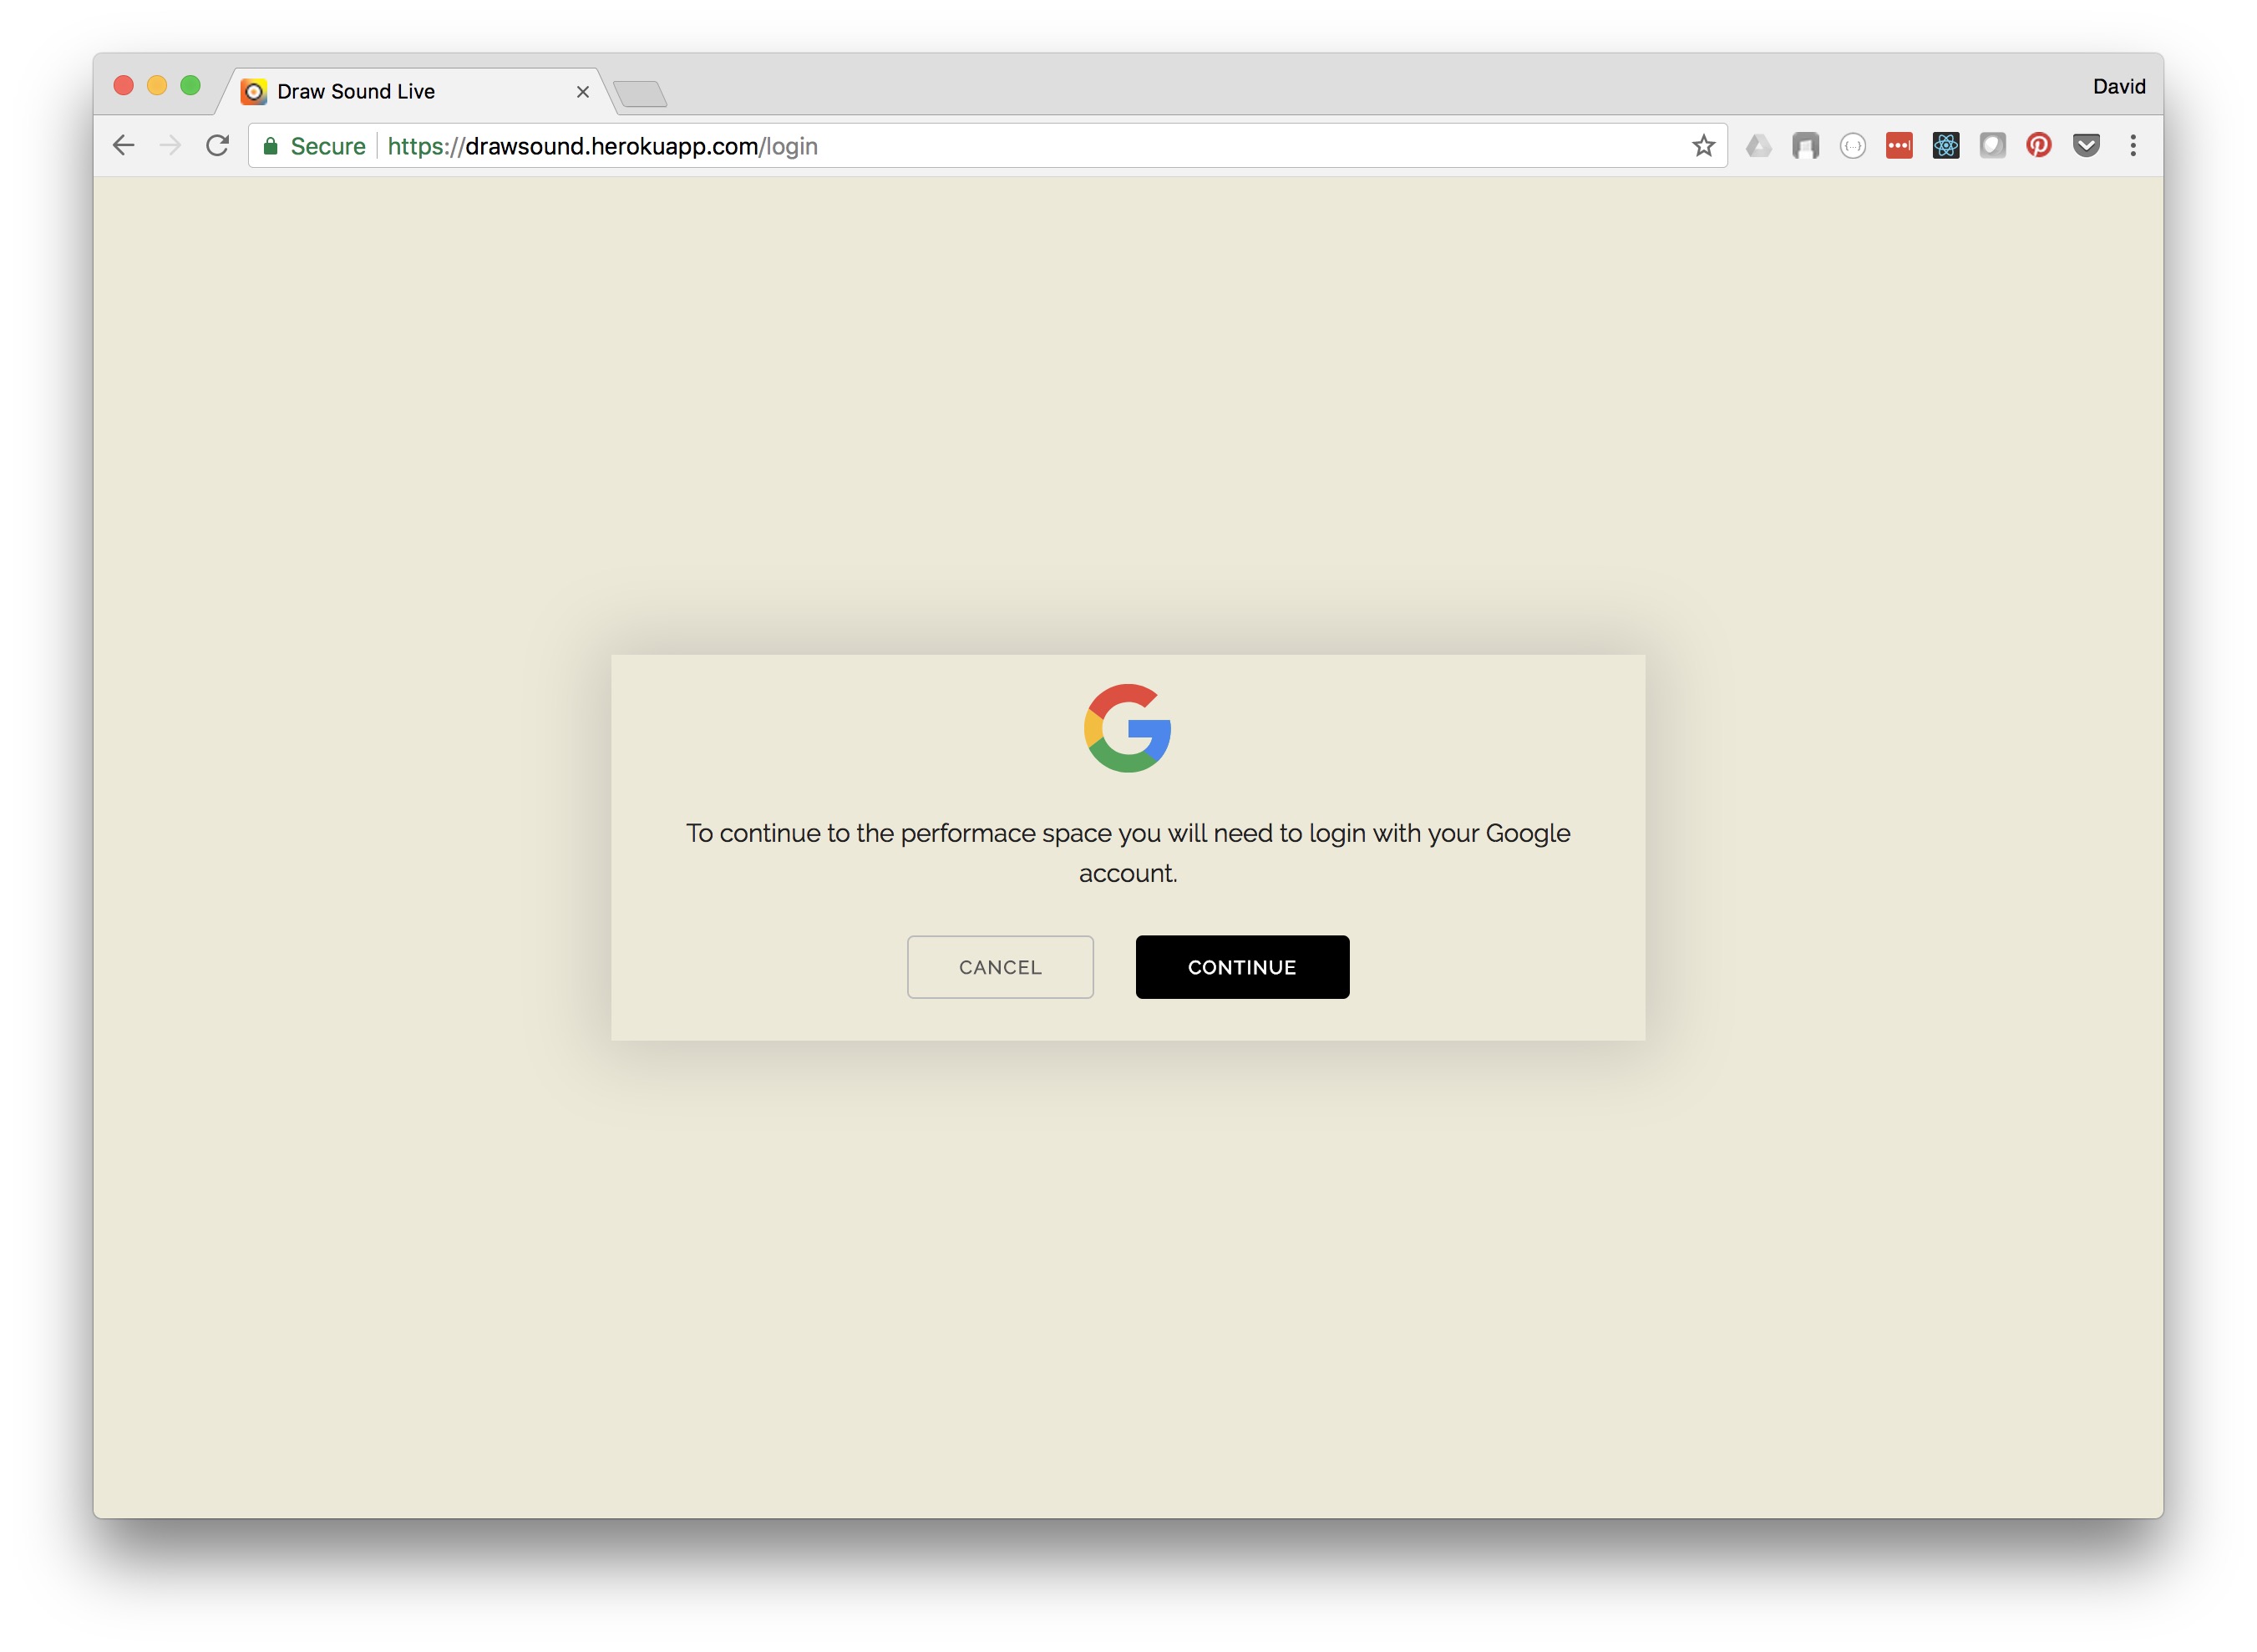 Draw Sound Live
David
Secure https://drawsound.herokuapp.com/login
To continue to the performace space you will need to login with your Google
account.
CANCEL CONTINUE